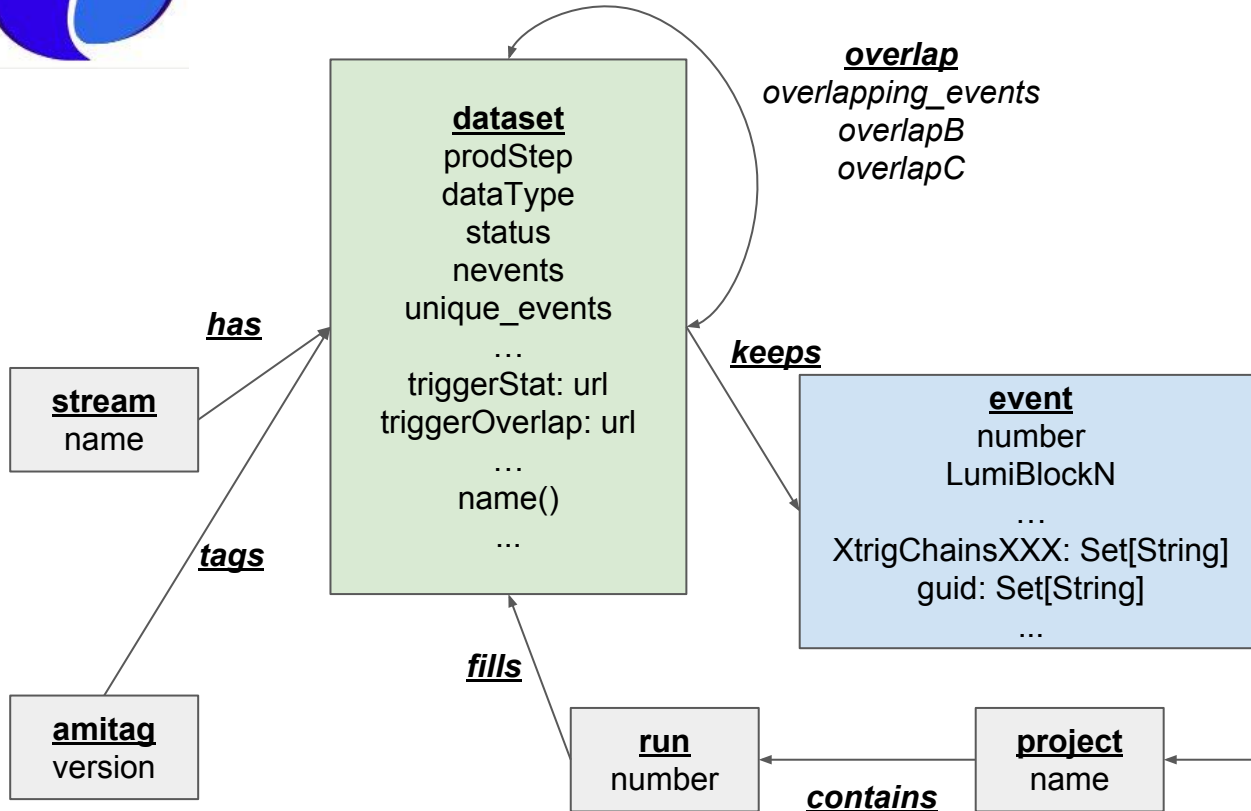 overlap
overlapping_events
overlapB
overlapC
dataset
prodStep
dataType
status
nevents
unique_events
…
triggerStat: url
triggerOverlap: url
…
name()
...
has
stream
name
keeps
event
number
LumiBlockN
…
XtrigChainsXXX: Set[String]
guid: Set[String]
...
tags
fills
amitag
version
run
number
contains
project
name